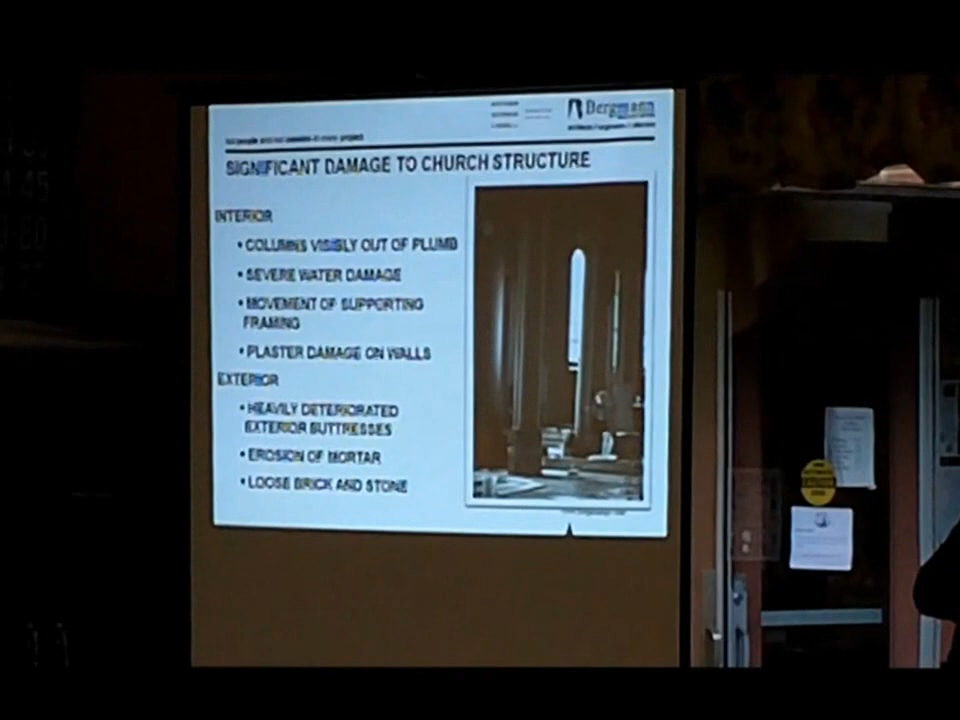 Bergmann
SIGNIFICANT DAMAGE TO CHURCH STRUCTURE
INTERIOR
• COLUMNS VISIBLY OUT OF PLUMB
• SEVERE WATER DAMAGE
• MOVEMENT OF SUPPORTING
FRAMING
• PLASTER DAMAGE ON WALLS
EXTERIOR
• HEAVILY DETERIORATED
EXTERIOR BUTTRESSES
• EROSION OF MORTAR
• LOOSE BRICK AND STONE